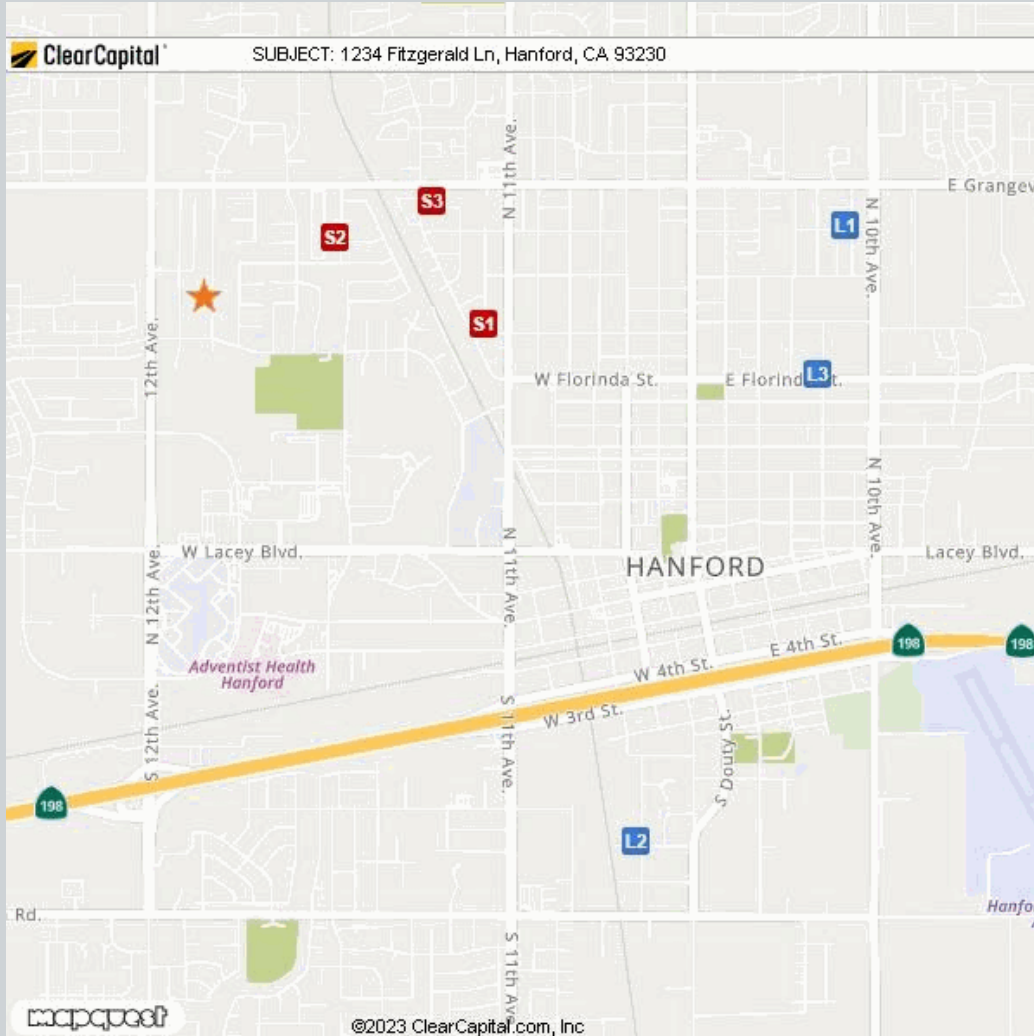 ClearCapital SUBJECT: 1234 Fitzgerald Ln, Hanford, CA 93230
N 11th Ave.
E Grangev
S3
N 10th Ave.
L1
S2
S1
12th Ave.
W Florinda St.
E Florind
L3
t.
N 10th Ave.
N 11th Ave.
W Lacey Blvd.
Lacey Blvd.
HANFORD
N 12th Ave.
198
198
E 4th St.
Adventist Health
Hanford
W 4th St.
S 11th Ave.
W 3rd St.
S 12th Ave.
S Douty St.
198
L2
Rd.
Hanfo
S 11th Ave
mapquest
©2023 ClearCapital.com, Inc